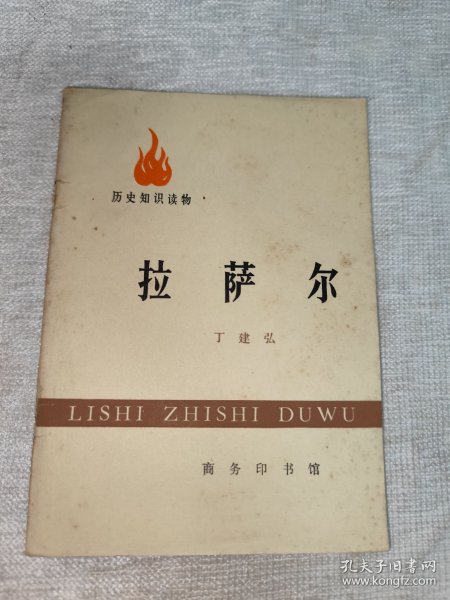 历史知识读物
拉萨尔
丁建弘
LISHI ZHISHI DUWU
商务印书馆
孔夫子旧书网
www.kongfz.com